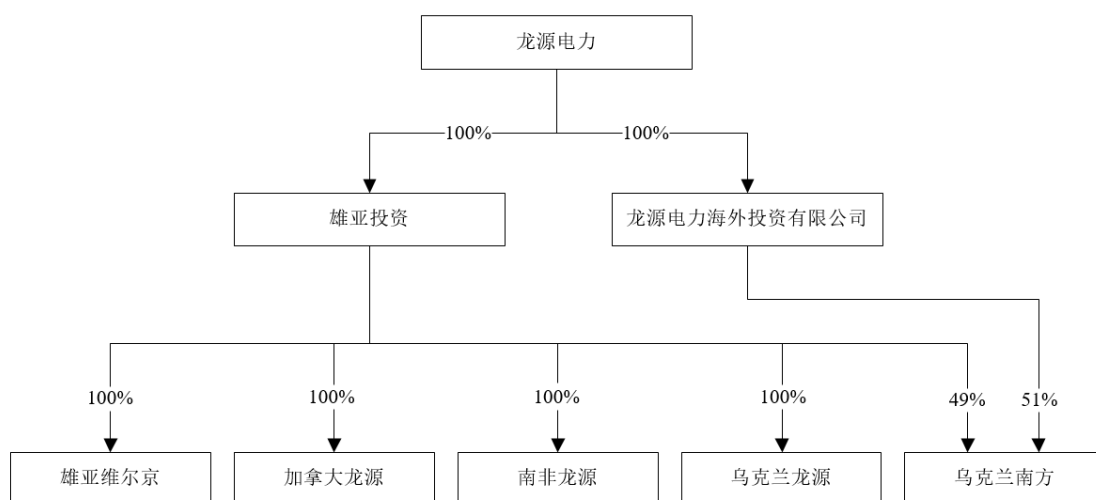 龙源电力
100%
100%
雄亚投资
龙源电力海外投资有限公司
100%
100%
100%
100%
49%
51%
雄亚维尔京
加拿大龙源
南非龙源
乌克兰龙源
乌克兰南方